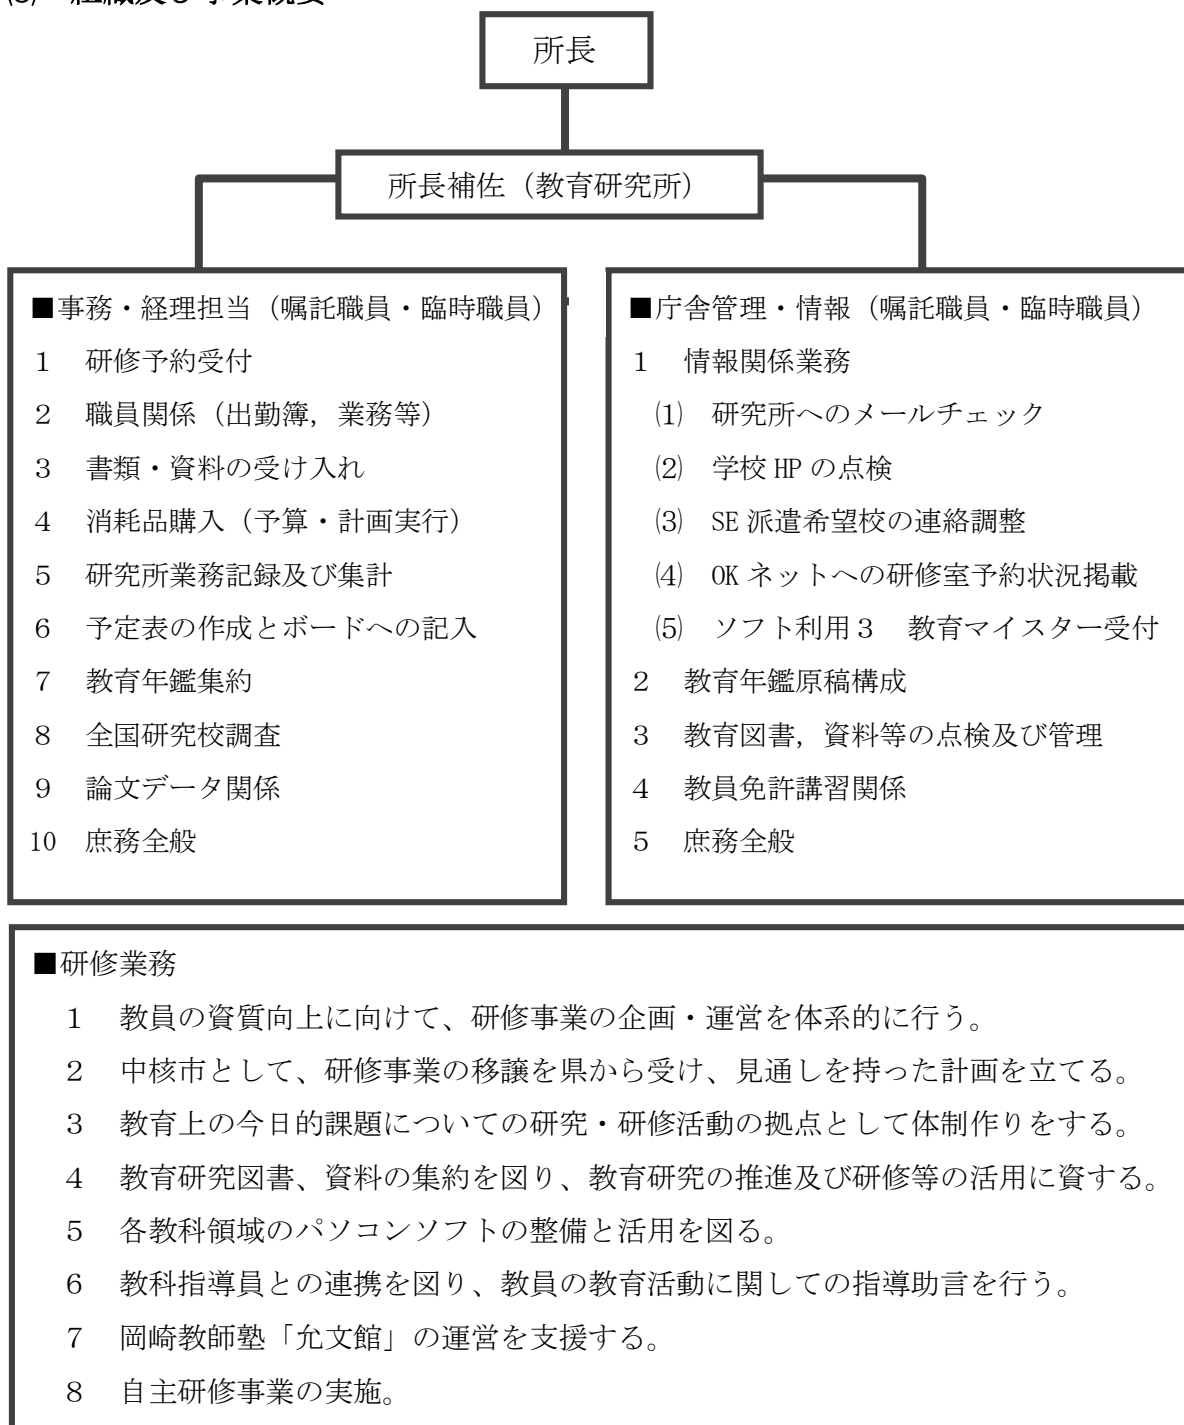 所長
所長補佐（教育研究所）
■事務・経理担当（嘱託職員・臨時職員）
１　研修予約受付
２　職員関係（出勤簿，業務等）
３　書類・資料の受け入れ
４　消耗品購入（予算・計画実行）
５　研究所業務記録及び集計
６　予定表の作成とボードへの記入
７　教育年鑑集約
８　全国研究校調査
９　論文データ関係
10　庶務全般
■庁舎管理・情報（嘱託職員・臨時職員）
１　情報関係業務
⑴　研究所へのメールチェック
⑵　学校 HP の点検
⑶　SE 派遣希望校の連絡調整
⑷　OK ネットへの研修室予約状況掲載
⑸　ソフト利用３　教育マイスター受付
２　教育年鑑原稿構成
３　教育図書，資料等の点検及び管理
４　教員免許講習関係
５　庶務全般
■研修業務
１　教員の資質向上に向けて、研修事業の企画・運営を体系的に行う。
２　中核市として、研修事業の移譲を県から受け、見通しを持った計画を立てる。
３　教育上の今日的課題についての研究・研修活動の拠点として体制作りをする。
４　教育研究図書、資料の集約を図り、教育研究の推進及び研修等の活用に資する。
５　各教科領域のパソコンソフトの整備と活用を図る。
６　教科指導員との連携を図り、教員の教育活動に関しての指導助言を行う。
７　岡崎教師塾「允文館」の運営を支援する。
８　自主研修事業の実施。